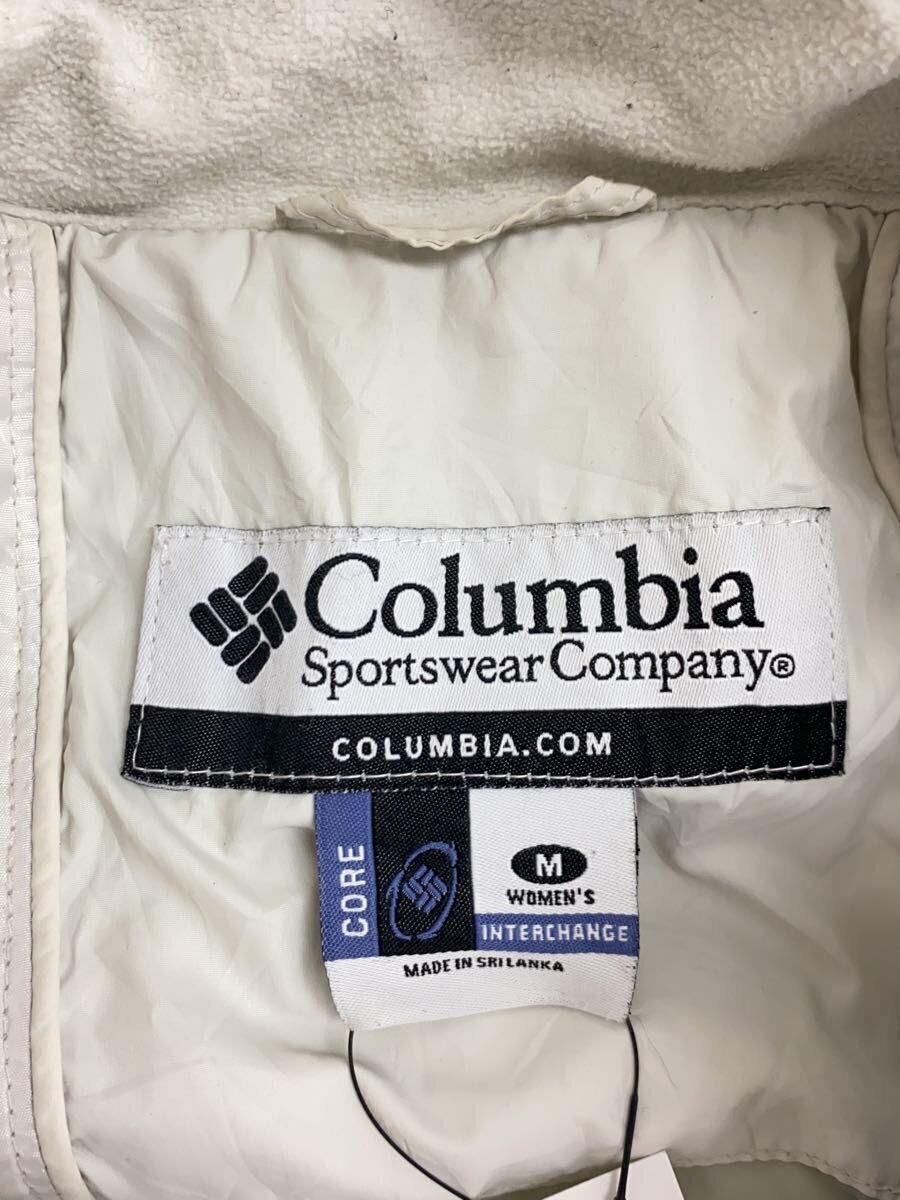 Columbia
Sportswear Company®
COLUMBIA.COM
CORE
M
WOMEN'S
INTERCHANGE
MADE IN SRI LANKA